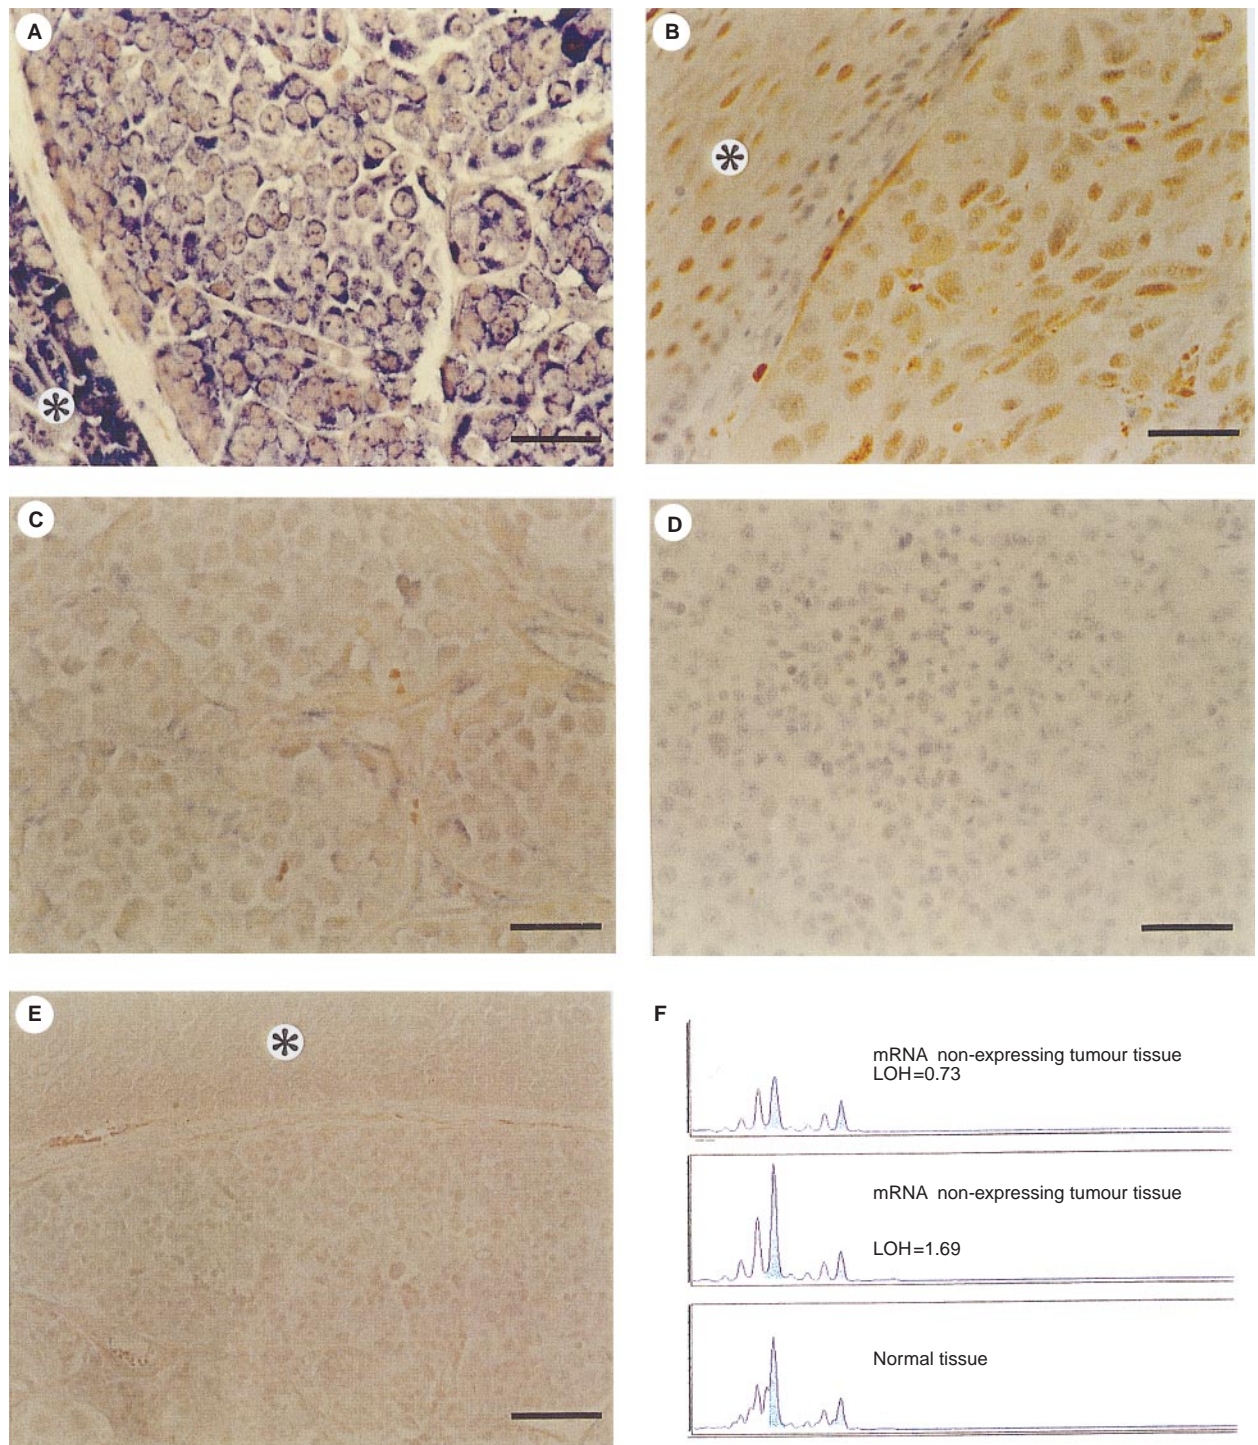 A
B
C
D
E
F
mRNA non-expressing tumour tissue
LOH=0.73
mRNA non-expressing tumour tissue
LOH=1.69
Normal tissue